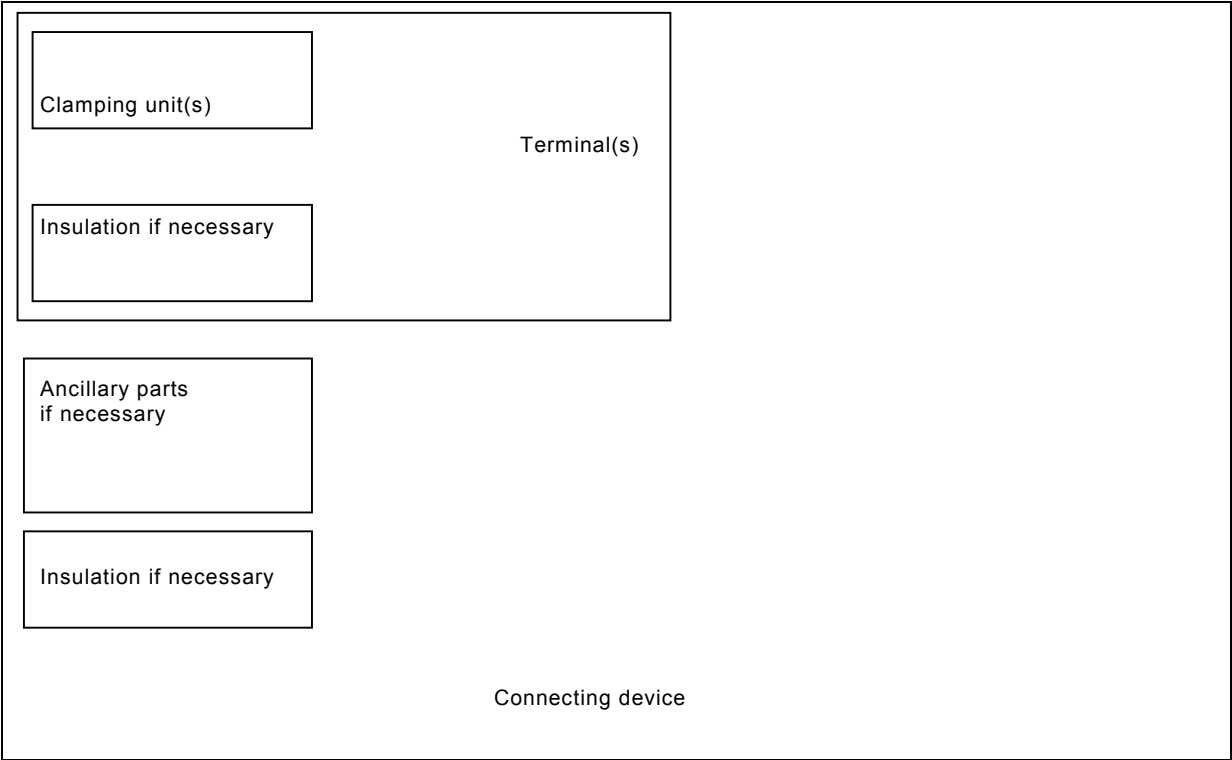 Clamping unit(s)
Terminal(s)
Insulation if necessary
Ancillary parts
if necessary
Insulation if necessary
Connecting device